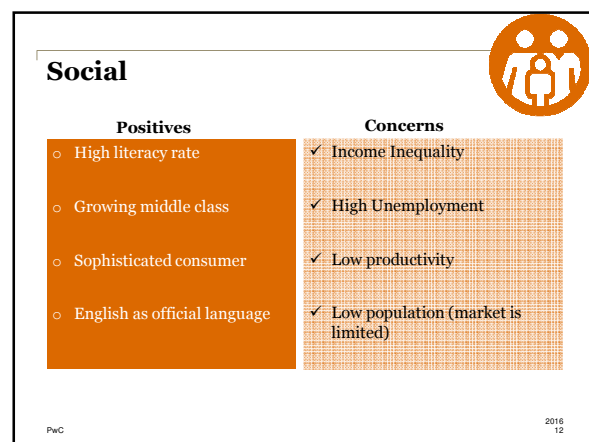 Social
Positives
○ High literacy rate
○ Growing middle class
○ Sophisticated consumer
○ English as official language
Concerns
✓ Income Inequality
✓ High Unemployment
✓ Low productivity
✓ Low population (market is
limited)
PwC
2016
12